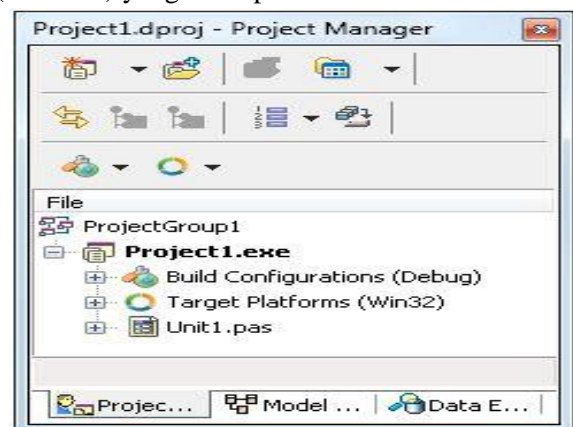 Project1.dproj - Project Manager
File
ProjectGroup1
Project1.exe
Build Configurations (Debug)
Target Platforms (Win32)
Unit1.pas
Projec... Model ... Data E...